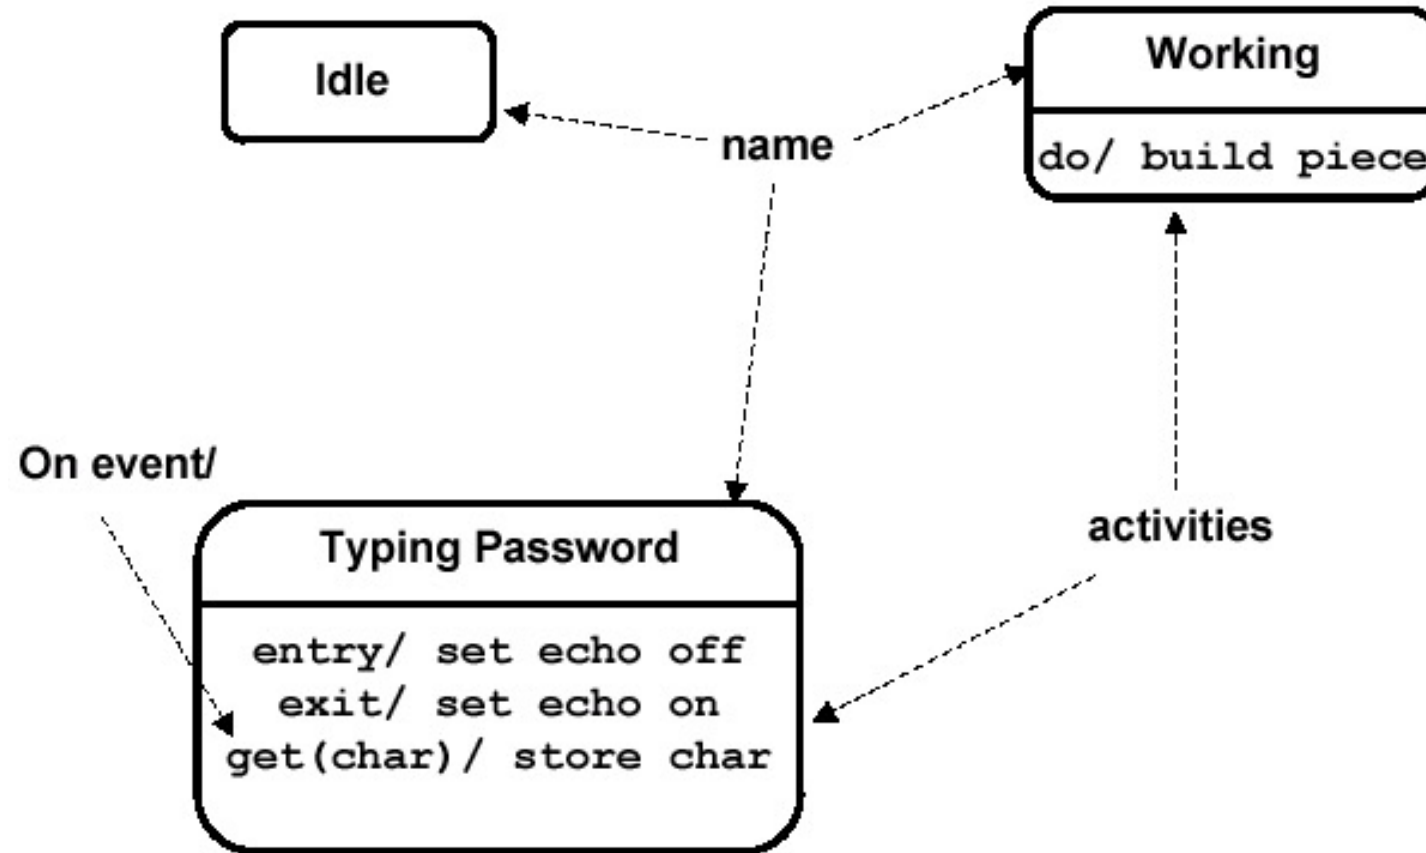 Idle
Working
name
do/ build piece
On event/
activities
Typing Password
entry/ set echo off
exit/ set echo on
get(char)/ store char